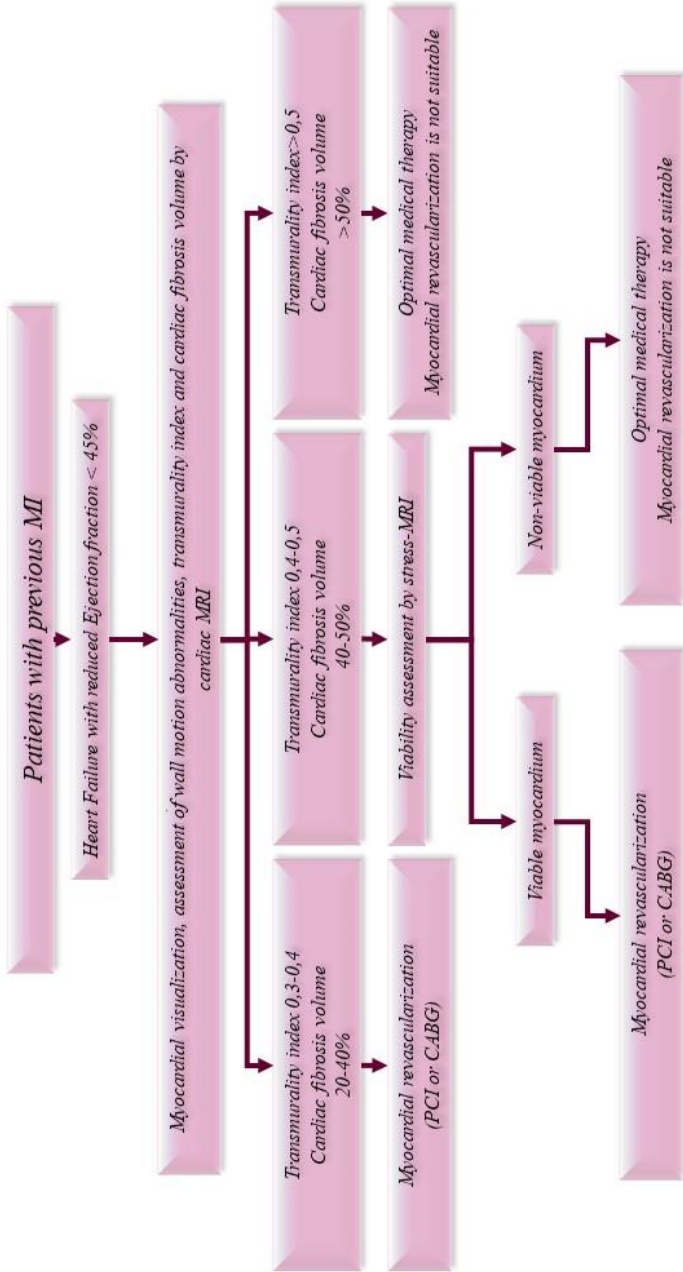 Patients with previous MI
Heart Failure with reduced Ejection fraction < 45%
Myocardial visualization, assessment of wall motion abnormalities, transmurality index and cardiac fibrosis volume by
cardiac MRI
Transmurality index 0,3-0,4
Cardiac fibrosis volume
20-40%
Transmurality index 0,4-0,5
Cardiac fibrosis volume
40-50%
Transmurality index>0,5
Cardiac fibrosis volume
>50%
Myocardial revascularization
(PCI or CABG)
Viability assessment by stress-MRI
Optimal medical therapy
Myocardial revascularization is not suitable
Viable myocardium
Non-viable myocardium
Myocardial revascularization
(PCI or CABG)
Optimal medical therapy
Myocardial revascularization is not suitable